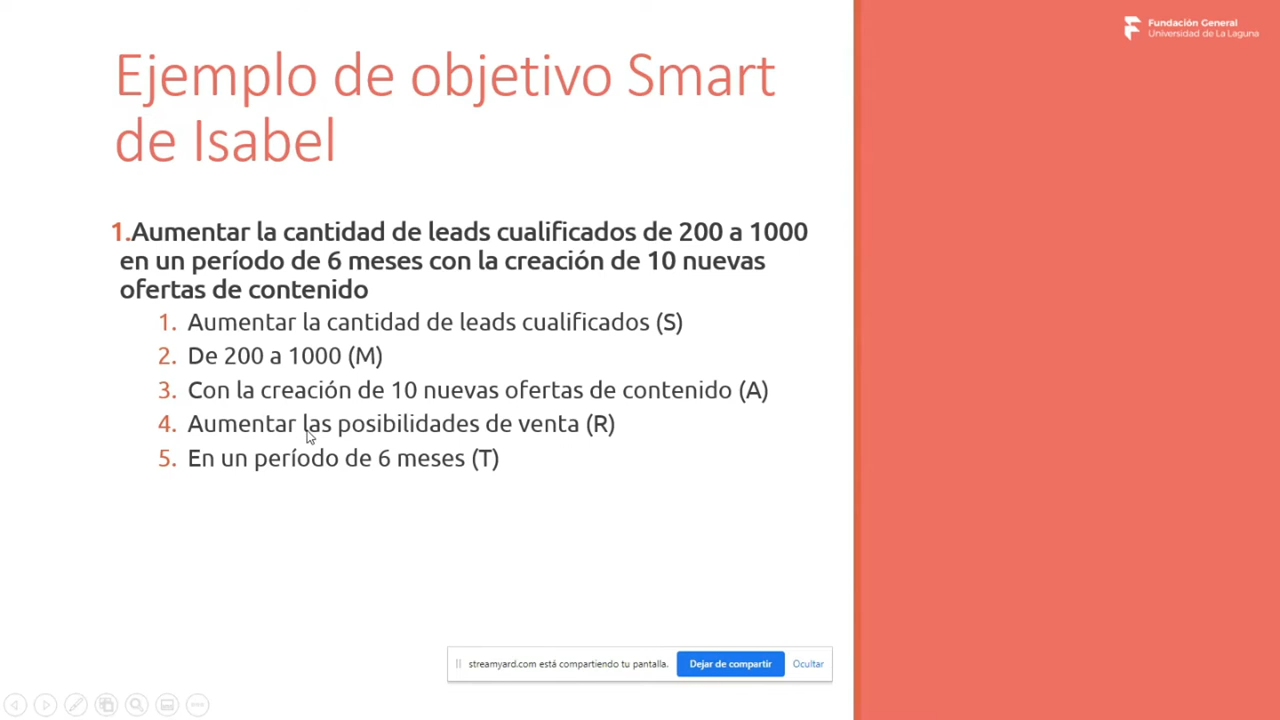 Fundación General
Universidad de La Laguna
Ejemplo de objetivo Smart
de Isabel
1.Aumentar la cantidad de leads cualificados de 200 a 1000
en un período de 6 meses con la creación de 10 nuevas
ofertas de contenido
1. Aumentar la cantidad de leads cualificados (S)
2. De 200 a 1000 (M)
3. Con la creación de 10 nuevas ofertas de contenido (A)
4. Aumentar las posibilidades de venta (R)
5. En un período de 6 meses (T)
streamyard.com está compartiendo tu pantalla. Dejar de compartir Ocultar